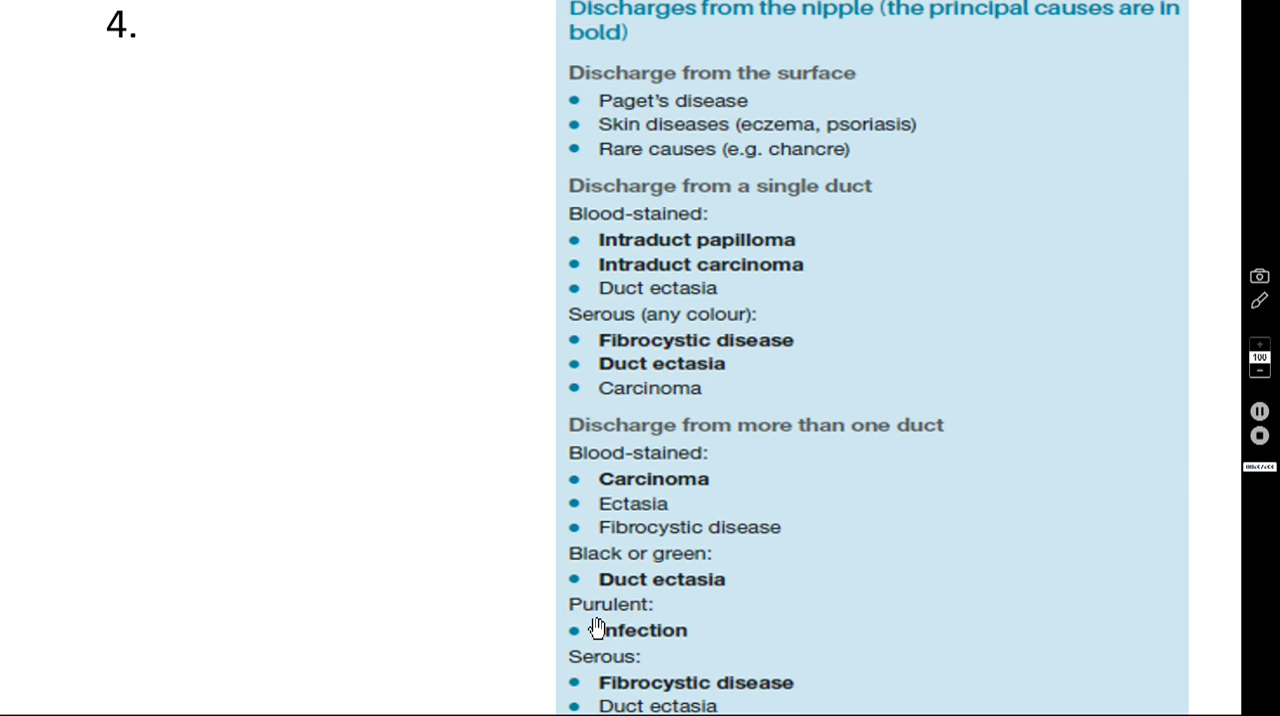 4.
Discharges from the nipple (the principal causes are in
bold)
Discharge from the surface
• Paget's disease
• Skin diseases (eczema, psoriasis)
• Rare causes (e.g. chancre)
Discharge from a single duct
Blood-stained:
• Intraduct papilloma
• Intraduct carcinoma
• Duct ectasia
Serous (any colour):
• Fibrocystic disease
• Duct ectasia
• Carcinoma
Discharge from more than one duct
Blood-stained:
• Carcinoma
• Ectasia
• Fibrocystic disease
Black or green:
• Duct ectasia
Purulent:
• Infection
Serous:
• Fibrocystic disease
• Duct ectasia
100